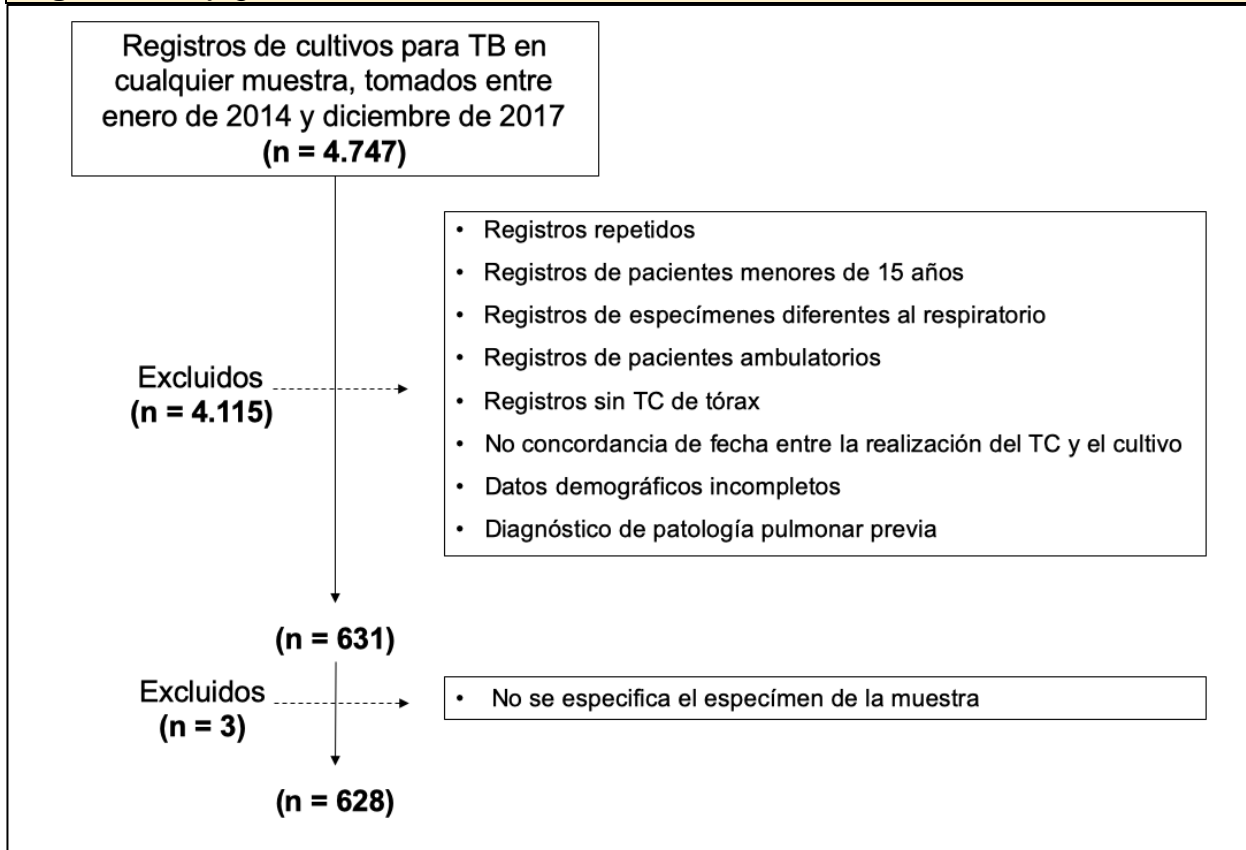 Registros de cultivos para TB en
cualquier muestra, tomados entre
enero de 2014 y diciembre de 2017
(n = 4.747)
• Registros repetidos
• Registros de pacientes menores de 15 años
• Registros de especímenes diferentes al respiratorio
• Registros de pacientes ambulatorios
• Registros sin TC de tórax
• No concordancia de fecha entre la realización del TC y el cultivo
• Datos demográficos incompletos
• Diagnóstico de patología pulmonar previa
Excluidos
(n = 4.115)
(n = 631)
Excluidos
(n = 3)
• No se especifica el espécimen de la muestra
(n = 628)